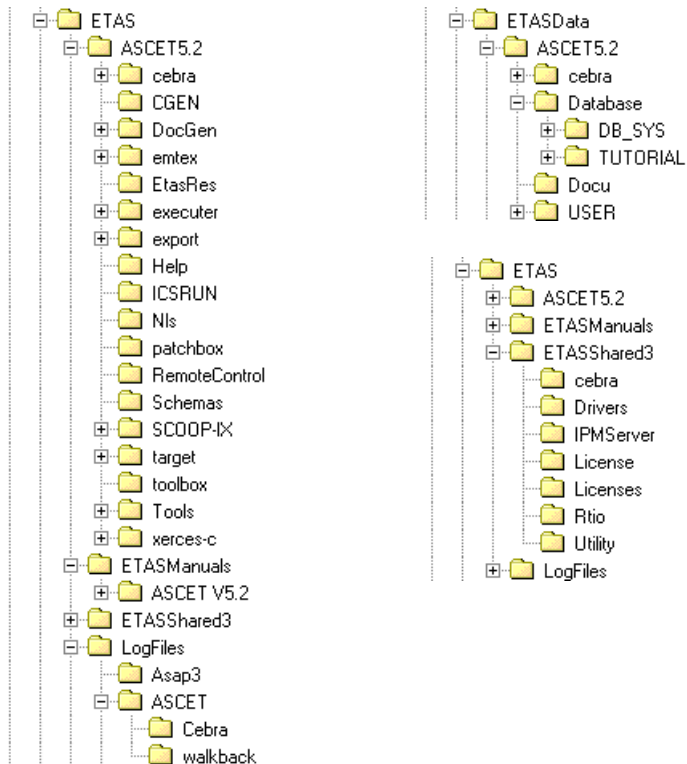 ETAS
ASCET5.2
cebra
CGEN
DocGen
emtex
EtasRes
executer
export
Help
ICSRUN
Nls
patchbox
RemoteControl
Schemas
SCOOP-IX
target
toolbox
Tools
xerces-c
ETASManuals
ASCET V5.2
ETASShared3
LogFiles
Asap3
ASCET
Cebra
walkback
ETASData
ASCET5.2
cebra
Database
DB_SYS
TUTORIAL
Docu
USER
ETAS
ASCET5.2
ETASManuals
ETASShared3
cebra
Drivers
IPMServer
License
Licenses
Rtio
Utility
LogFiles